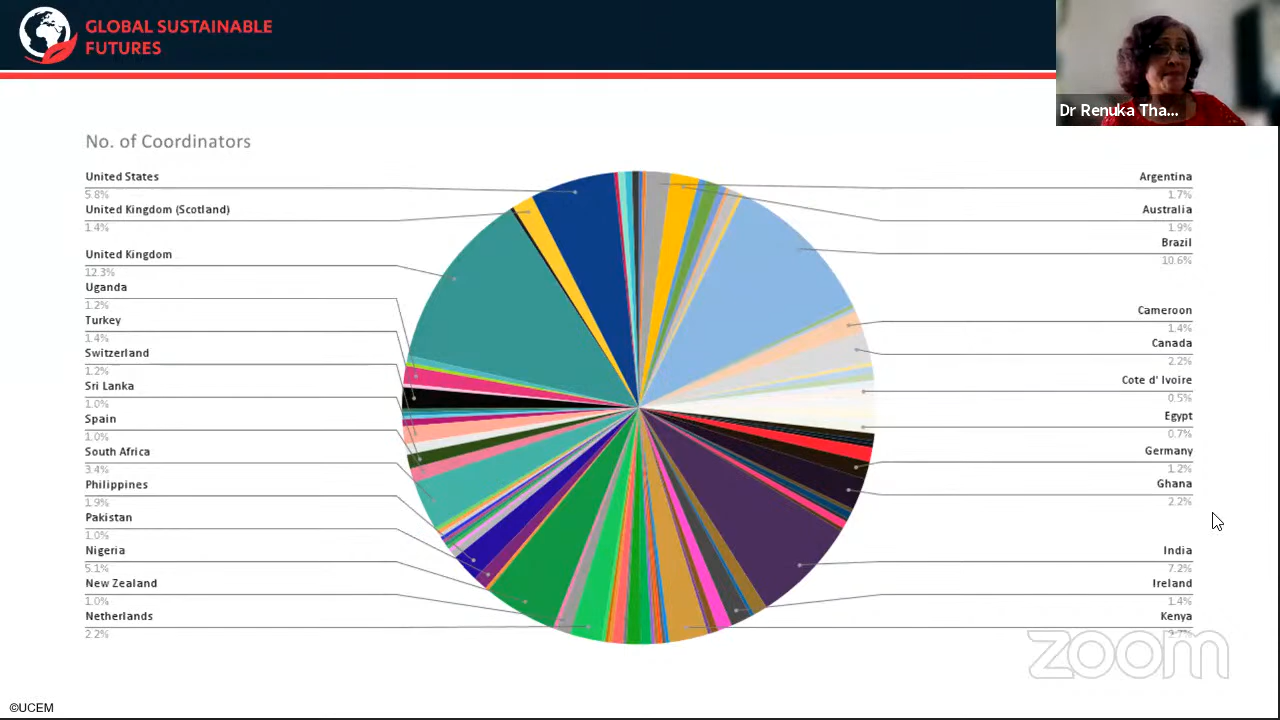 GLOBAL SUSTAINABLE
FUTURES
Dr Renuka Tha...
No. of Coordinators
United States
5.8%
United Kingdom (Scotland)
1.4%
United Kingdom
12.3%
Uganda
1.2%
Turkey
1.4%
Switzerland
1.2%
Sri Lanka
1.0%
Spain
1.0%
South Africa
3.4%
Philippines
1.9%
Pakistan
1.0%
Nigeria
5.1%
New Zealand
1.0%
Netherlands
2.2%
Argentina
1.7%
Australia
1.9%
Brazil
10.6%
Cameroon
1.4%
Canada
2.2%
Cote d' Ivoire
0.5%
Egypt
0.7%
Germany
1.2%
Ghana
2.2%
India
7.2%
Ireland
1.4%
Kenya
zoom
©UCEM